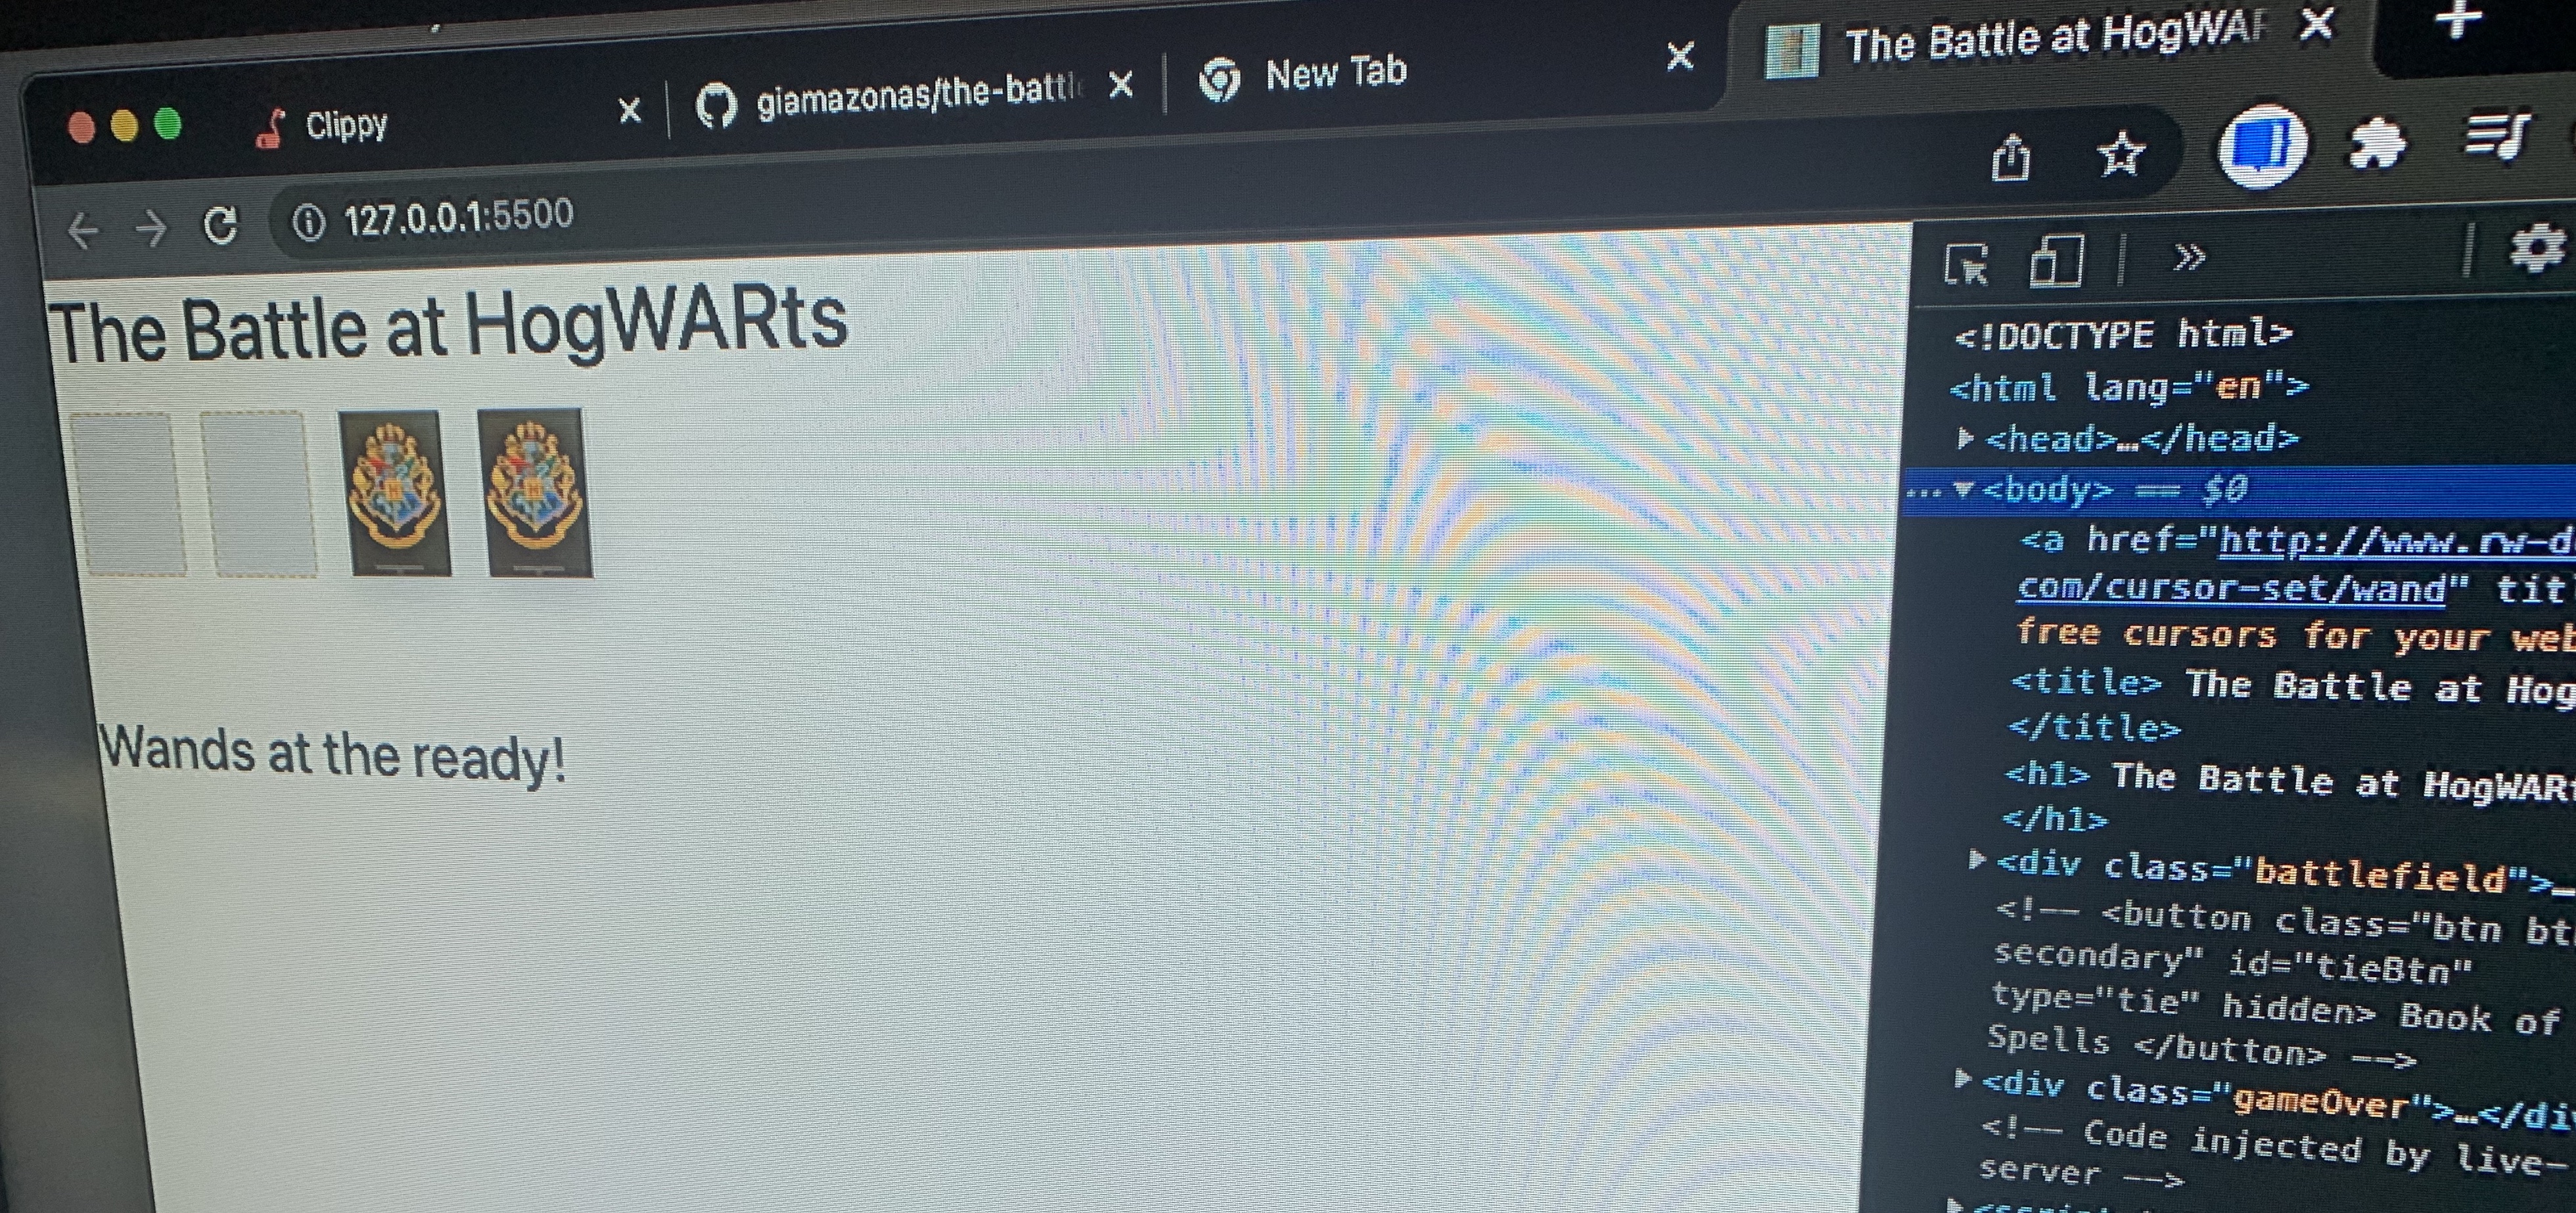 Clippy
giamazonas/the-battl
New Tab
The Battle at HogWAR
127.0.0.1:5500
The Battle at HogWARts
Wands at the ready!
<!DOCTYPE html>
<html lang="en">
<head>…</head>
… <body> == $0
<a href="http://www.rw-d
com/cursor-set/wand" tit
free cursors for your web
<title> The Battle at Hog
</title>
<h1> The Battle at HogWARt
</h1>
<div class="battlefield">…
<!-- <button class="btn bt
secondary" id="tieBtn"
type="tie" hidden> Book of
Spells </button> -->
<div class="gameOver">…</di
<!-- Code injected by live-
server -->